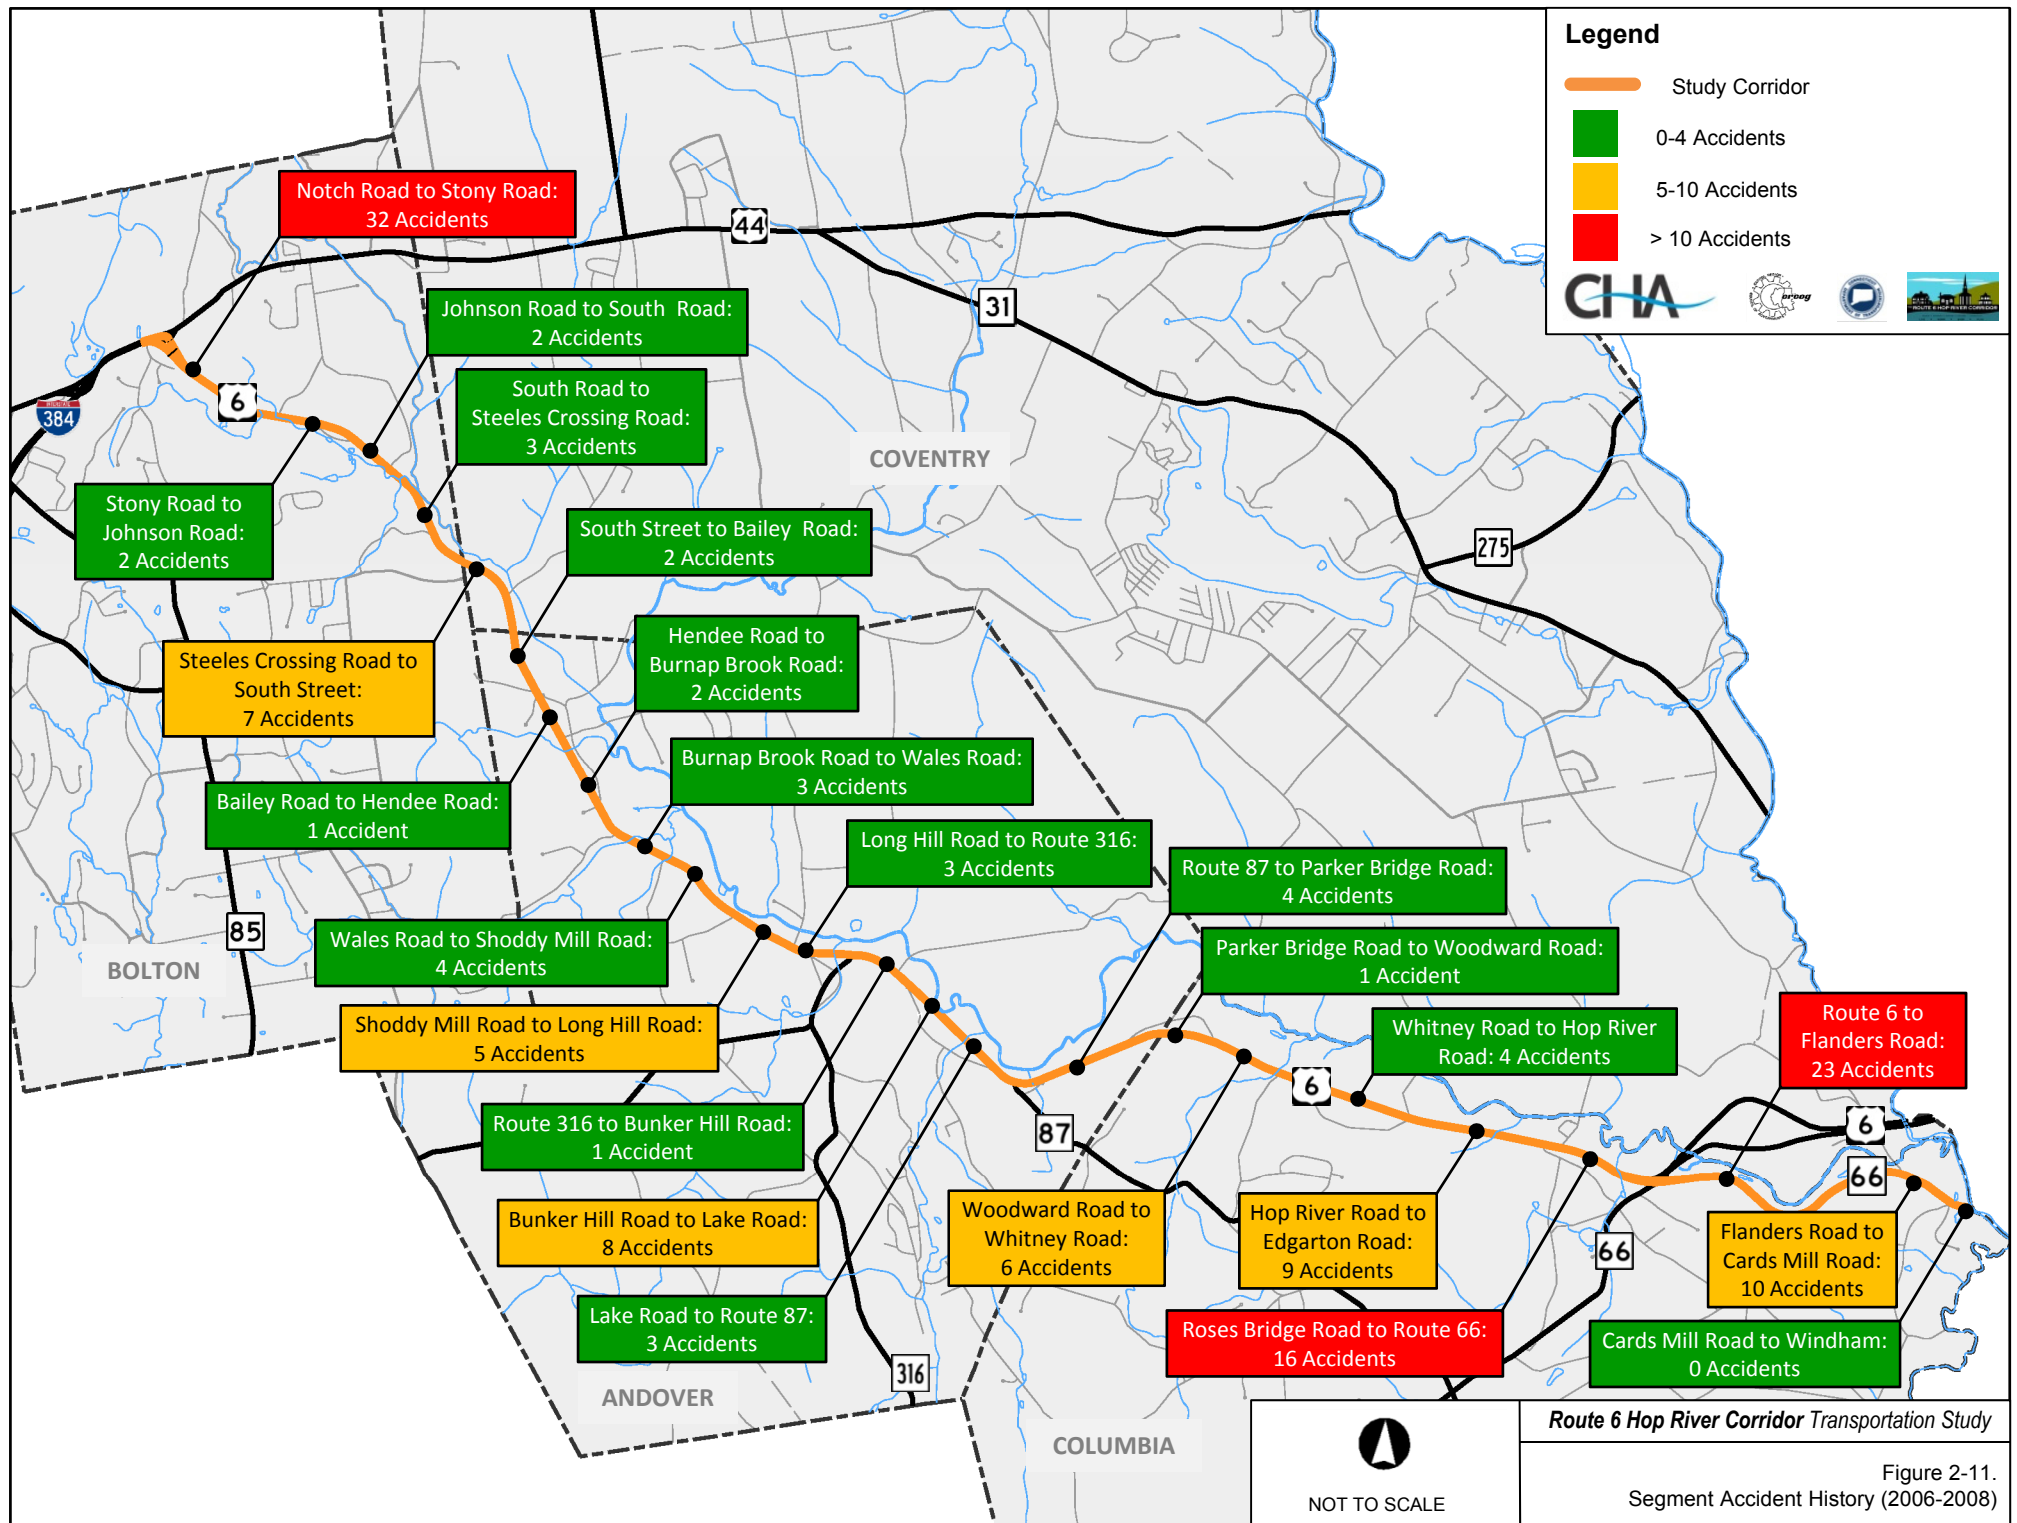 Legend
Study Corridor
0-4 Accidents
5-10 Accidents
> 10 Accidents
CHA
ROUTE 6 HOP RIVER CORRIDOR
Notch Road to Stony Road:
32 Accidents
44
Johnson Road to South Road:
2 Accidents
31
South Road to
Steeles Crossing Road:
3 Accidents
6
384
COVENTRY
Stony Road to
Johnson Road:
2 Accidents
South Street to Bailey Road:
2 Accidents
275
Hendee Road to
Burnap Brook Road:
2 Accidents
Steeles Crossing Road to
South Street:
7 Accidents
Burnap Brook Road to Wales Road:
3 Accidents
Bailey Road to Hendee Road:
1 Accident
Long Hill Road to Route 316:
3 Accidents
Route 87 to Parker Bridge Road:
4 Accidents
85
Wales Road to Shoddy Mill Road:
4 Accidents
Parker Bridge Road to Woodward Road:
1 Accident
BOLTON
Shoddy Mill Road to Long Hill Road:
5 Accidents
Whitney Road to Hop River
Road: 4 Accidents
Route 6 to
Flanders Road:
23 Accidents
6
Route 316 to Bunker Hill Road:
1 Accident
87
6
66
Bunker Hill Road to Lake Road:
8 Accidents
Woodward Road to
Whitney Road:
6 Accidents
Hop River Road to
Edgarton Road:
9 Accidents
66
Flanders Road to
Cards Mill Road:
10 Accidents
Lake Road to Route 87:
3 Accidents
Roses Bridge Road to Route 66:
16 Accidents
Cards Mill Road to Windham:
0 Accidents
316
ANDOVER
COLUMBIA
NOT TO SCALE
Route 6 Hop River Corridor Transportation Study
Figure 2-11.
Segment Accident History (2006-2008)